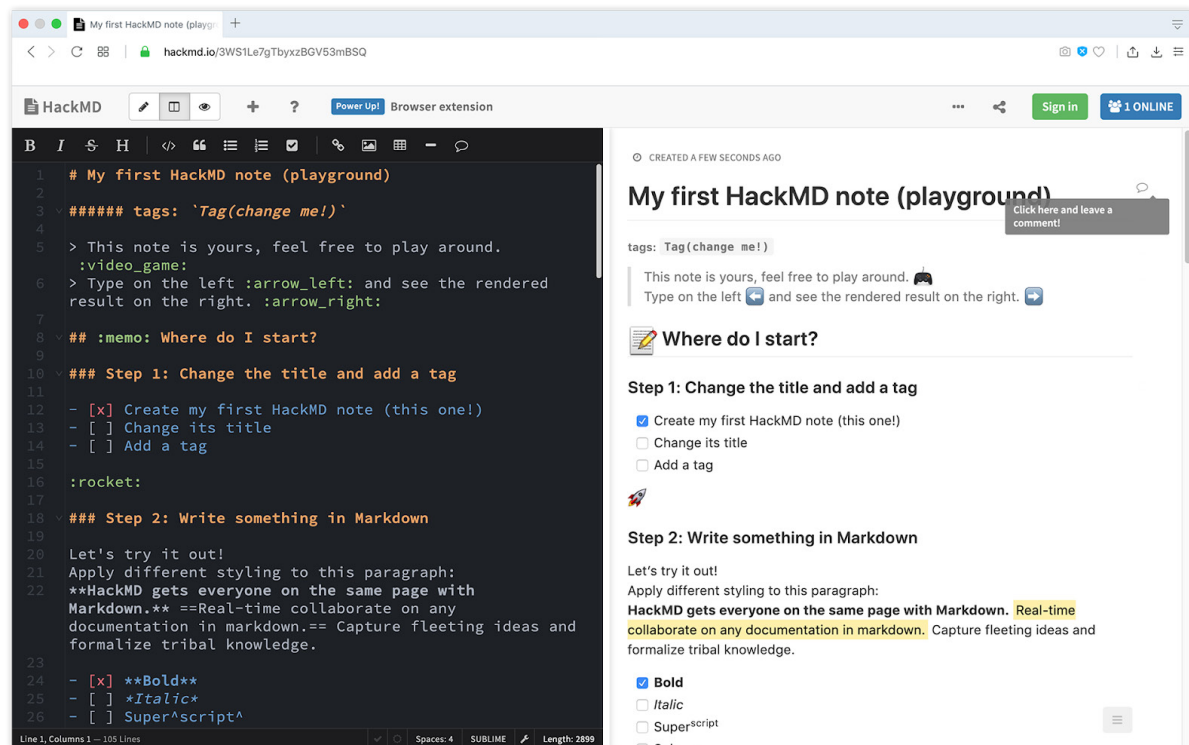 My first HackMD note (playgr
hackmd.io/3WS1Le7gTbyxzBGV53mBSQ
HackMD
Power Up! Browser extension
Sign in
1 ONLINE
B I S H
1 # My first HackMD note (playground)
2
3 ###### tags: `Tag(change me!)`
4
5 > This note is yours, feel free to play around.
:video_game:
6 > Type on the left :arrow_left: and see the rendered
result on the right. :arrow_right:
7
8 ## :memo: Where do I start?
9
10 ### Step 1: Change the title and add a tag
11
12 - [x] Create my first HackMD note (this one!)
13 - [ ] Change its title
14 - [ ] Add a tag
15
16 :rocket:
17
18 ### Step 2: Write something in Markdown
19
20 Let's try it out!
21 Apply different styling to this paragraph:
22 **HackMD gets everyone on the same page with
Markdown.** ==Real-time collaborate on any
documentation in markdown.== Capture fleeting ideas and
formalize tribal knowledge.
23
24 - [x] **Bold**
25 - [ ] *Italic*
26 - [ ] Super^script^
Line 1, Columns 1 — 105 Lines
Spaces: 4 SUBLIME Length: 2899
CREATED A FEW SECONDS AGO
My first HackMD note (playground)
Click here and leave a
comment!
tags: Tag(change me!)
This note is yours, feel free to play around.
Type on the left and see the rendered result on the right.
Where do I start?
Step 1: Change the title and add a tag
Create my first HackMD note (this one!)
Change its title
Add a tag
Step 2: Write something in Markdown
Let's try it out!
Apply different styling to this paragraph:
HackMD gets everyone on the same page with Markdown. Real-time
collaborate on any documentation in markdown. Capture fleeting ideas and
formalize tribal knowledge.
Bold
Italic
Superscript